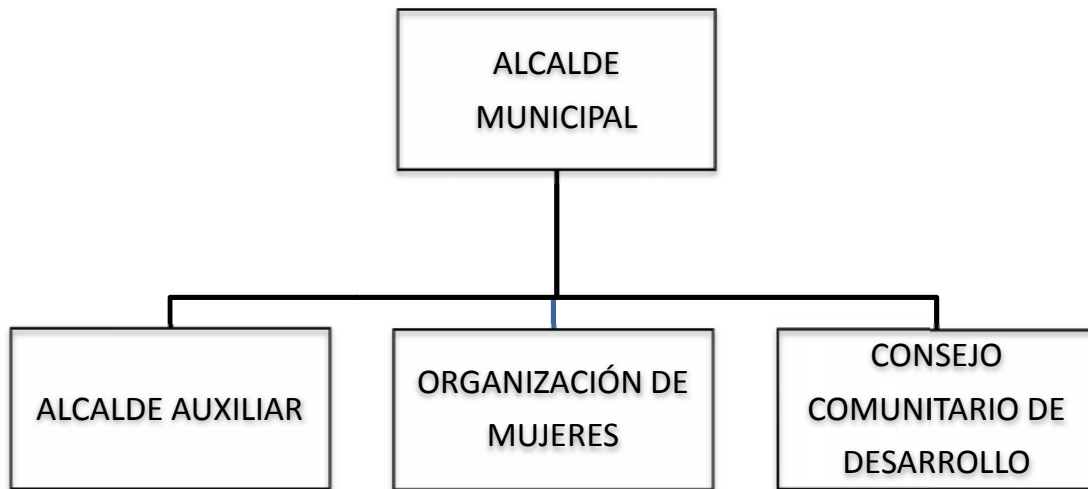 ALCALDE
MUNICIPAL
ALCALDE AUXILIAR
ORGANIZACIÓN DE
MUJERES
CONSEJO
COMUNITARIO DE
DESARROLLO